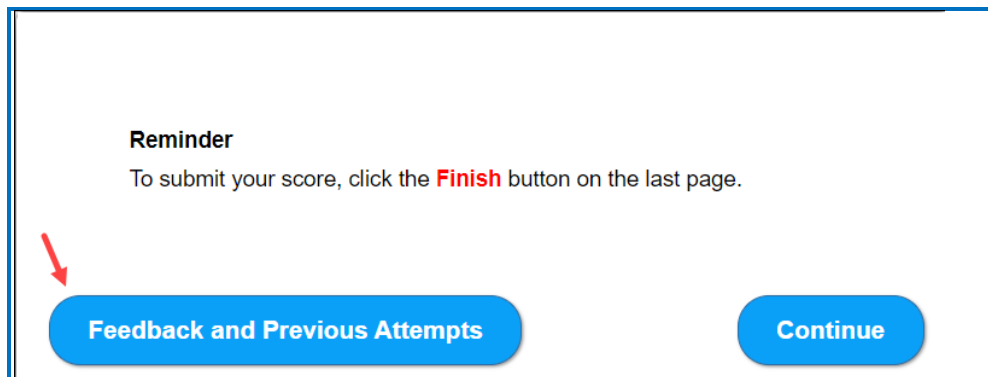 Reminder
To submit your score, click the Finish button on the last page.
Feedback and Previous Attempts
Continue